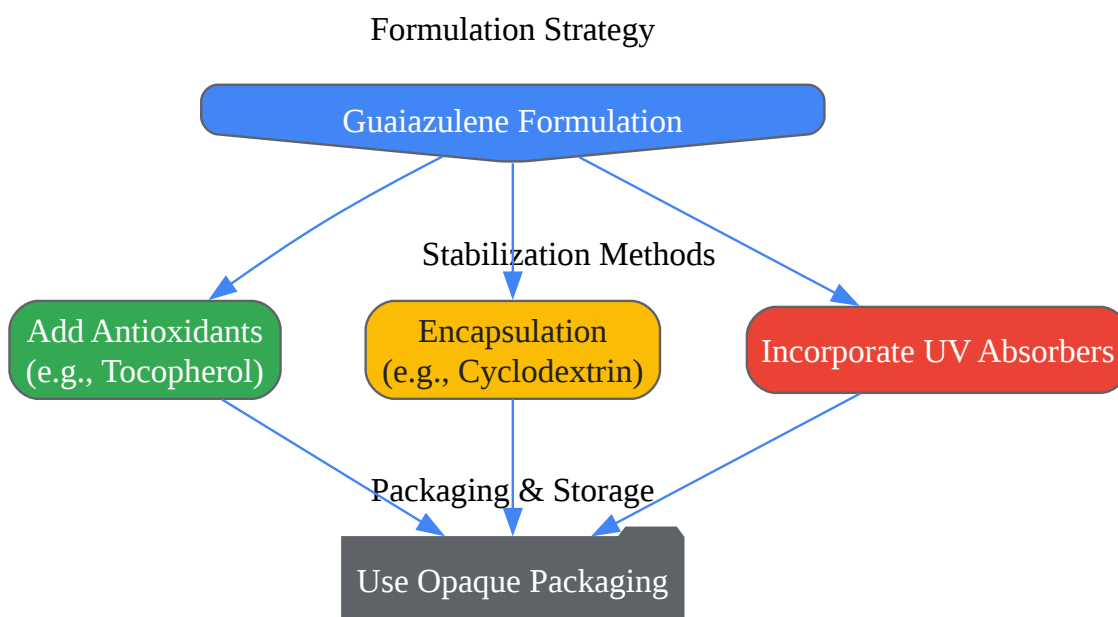 Formulation Strategy
Guaiazulene Formulation
Stabilization Methods
Add Antioxidants
(e.g., Tocopherol)
Encapsulation
(e.g., Cyclodextrin)
Incorporate UV Absorbers
Packaging & Storage
Use Opaque Packaging